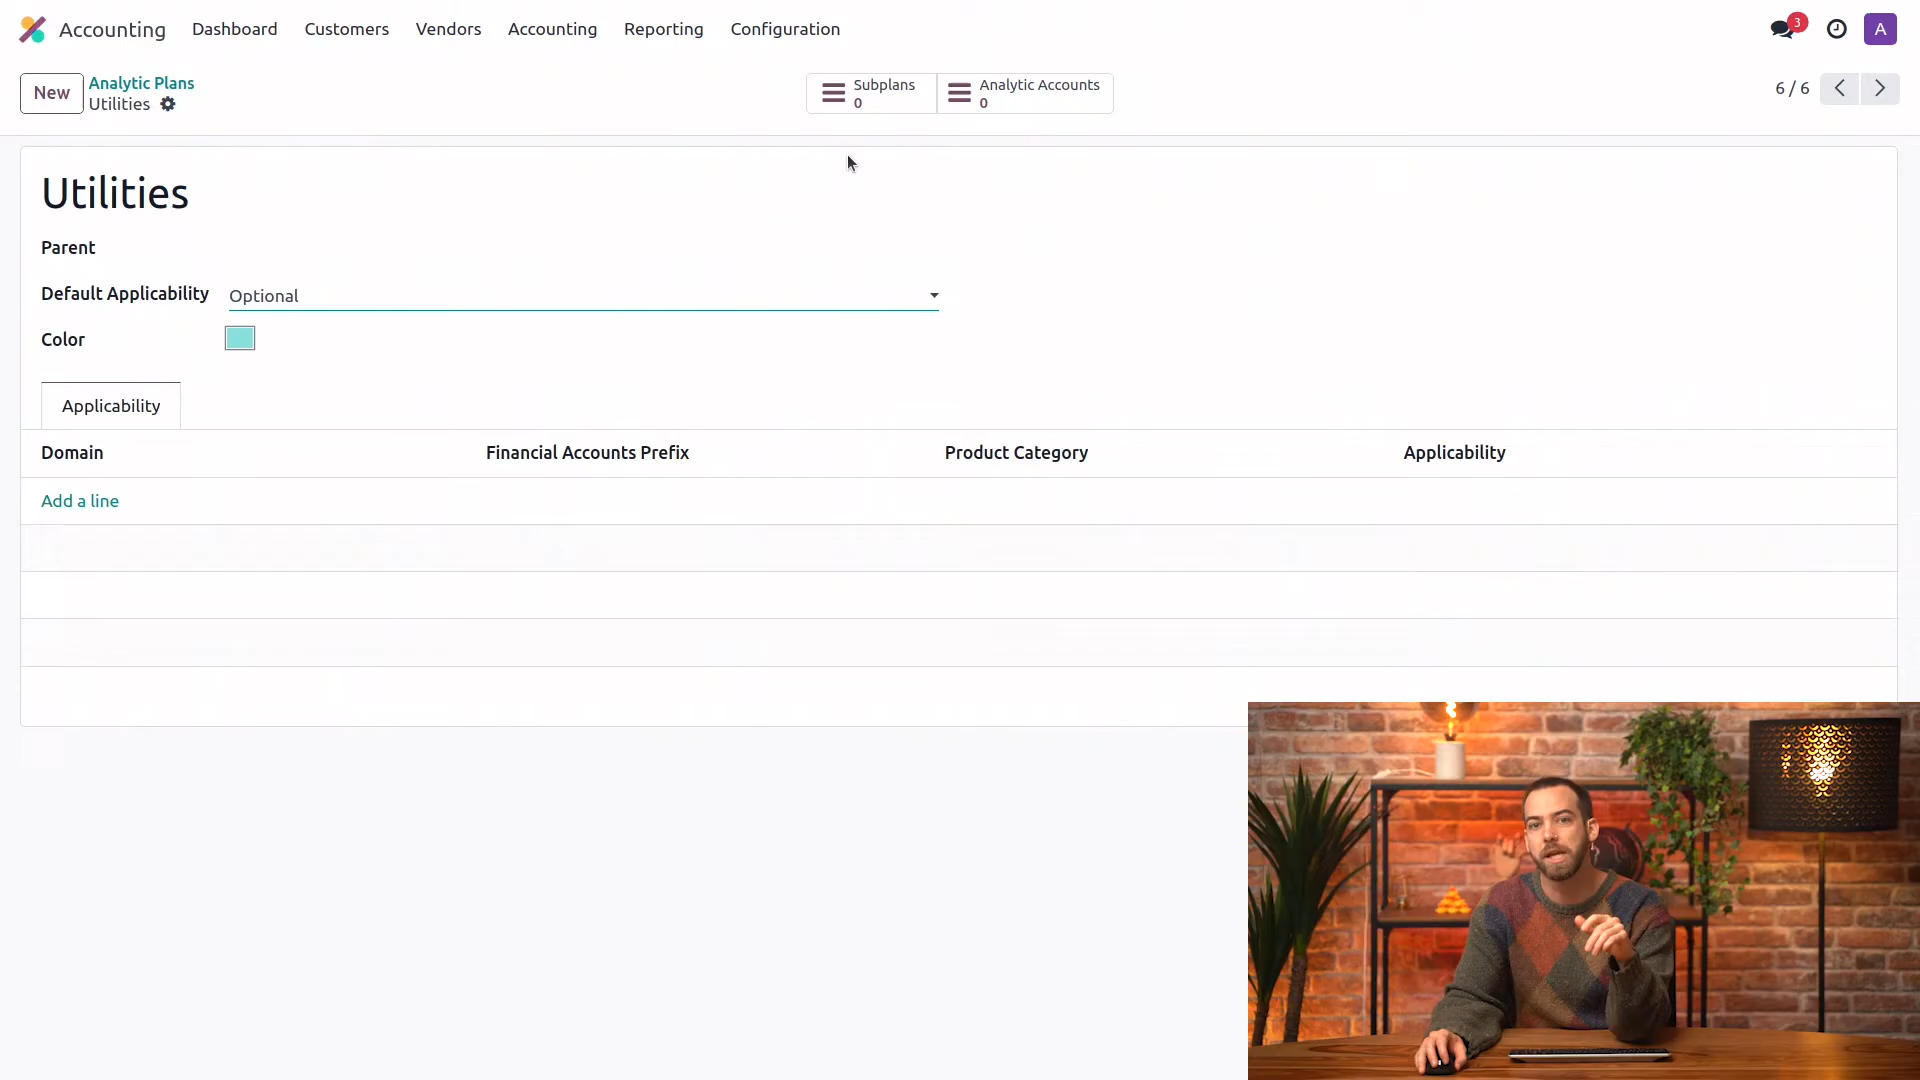 Accounting
Dashboard
Customers
Vendors
Accounting
Reporting
Configuration
3
A
New
Analytic Plans
Utilities
Subplans
0
Analytic Accounts
0
6 / 6
Utilities
Parent
Default Applicability
Optional
Color
Applicability
Domain
Financial Accounts Prefix
Product Category
Applicability
Add a line